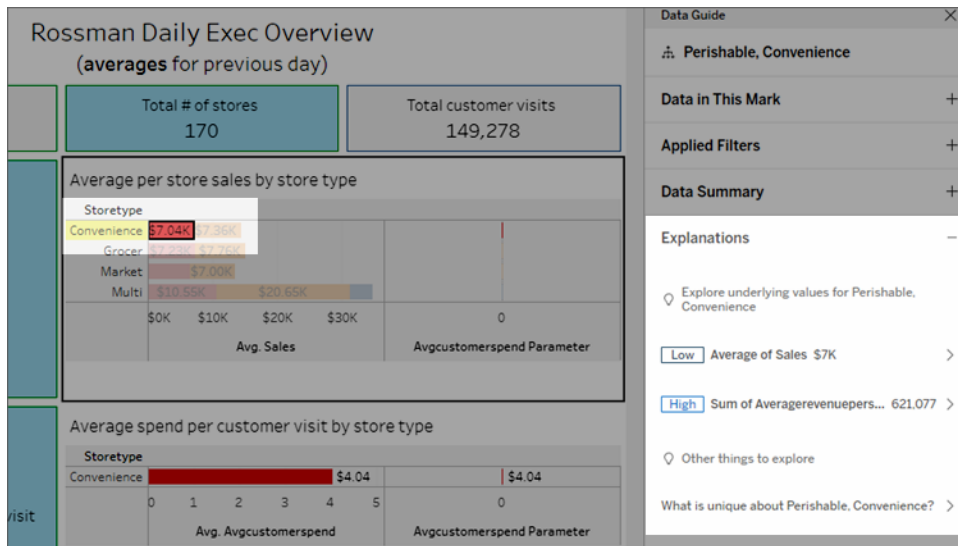 Rossman Daily Exec Overview
(averages for previous day)
Total # of stores
170
Total customer visits
149,278
Average per store sales by store type
Storetype
Convenience $7.04K $7.36K
Grocer $7.23K $7.76K
Market $7.00K
Multi $10.55K $20.65K
$0K $10K $20K $30K 0
Avg. Sales Avgcustomerspend Parameter
Average spend per customer visit by store type
Storetype
Convenience $4.04 $4.04
0 1 2 3 4 5 0
Avg. Avgcustomerspend Avgcustomerspend Parameter
visit
Data Guide
Perishable, Convenience
Data in This Mark
Applied Filters
Data Summary
Explanations
Explore underlying values for Perishable,
Convenience
Low Average of Sales $7K
High Sum of Averagerevenuepers... 621,077
Other things to explore
What is unique about Perishable, Convenience?